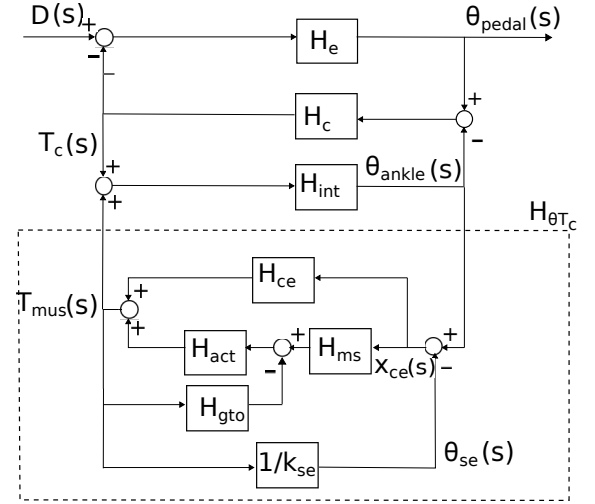 D(s)
+
θpedal(s)
He
−
−
+
Hc
−
Tc(s)
+
θankle(s)
+
Hint
HθTc
Hce
Tmus(s)
+
+
+
+
Hact
Hms
-
xce(s)
−
Hgto
1/kse
θse(s)